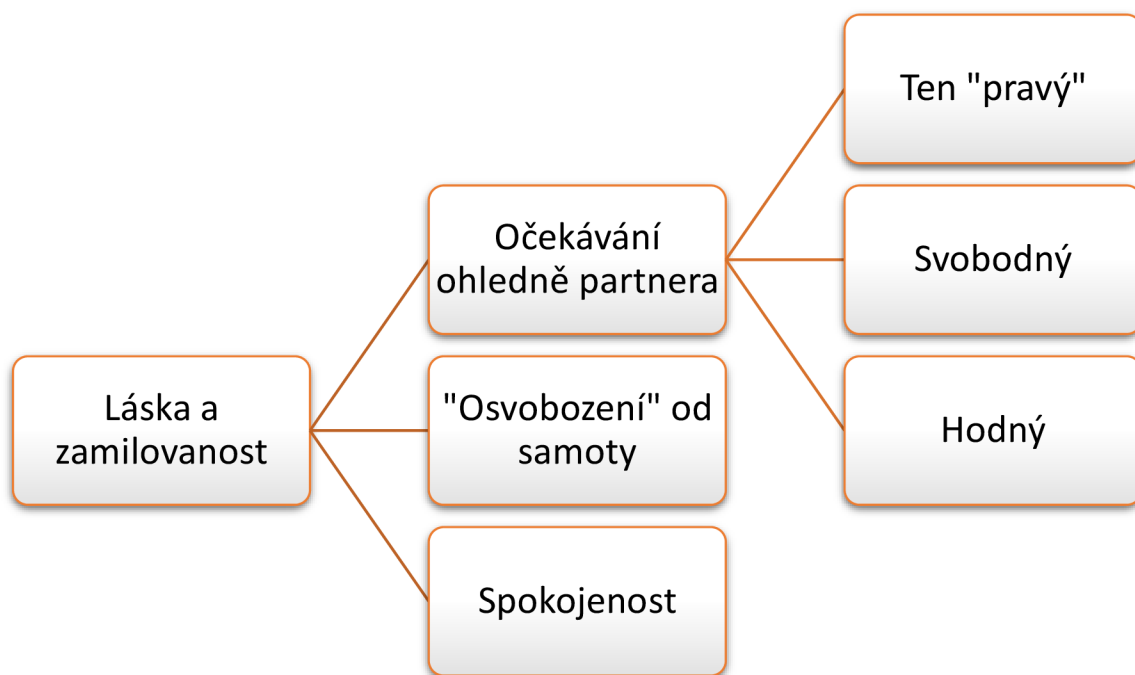 Láska a
zamilovanost
Očekávání
ohledně partnera
Ten "pravý"
Svobodný
Hodný
"Osvobození" od
samoty
Spokojenost